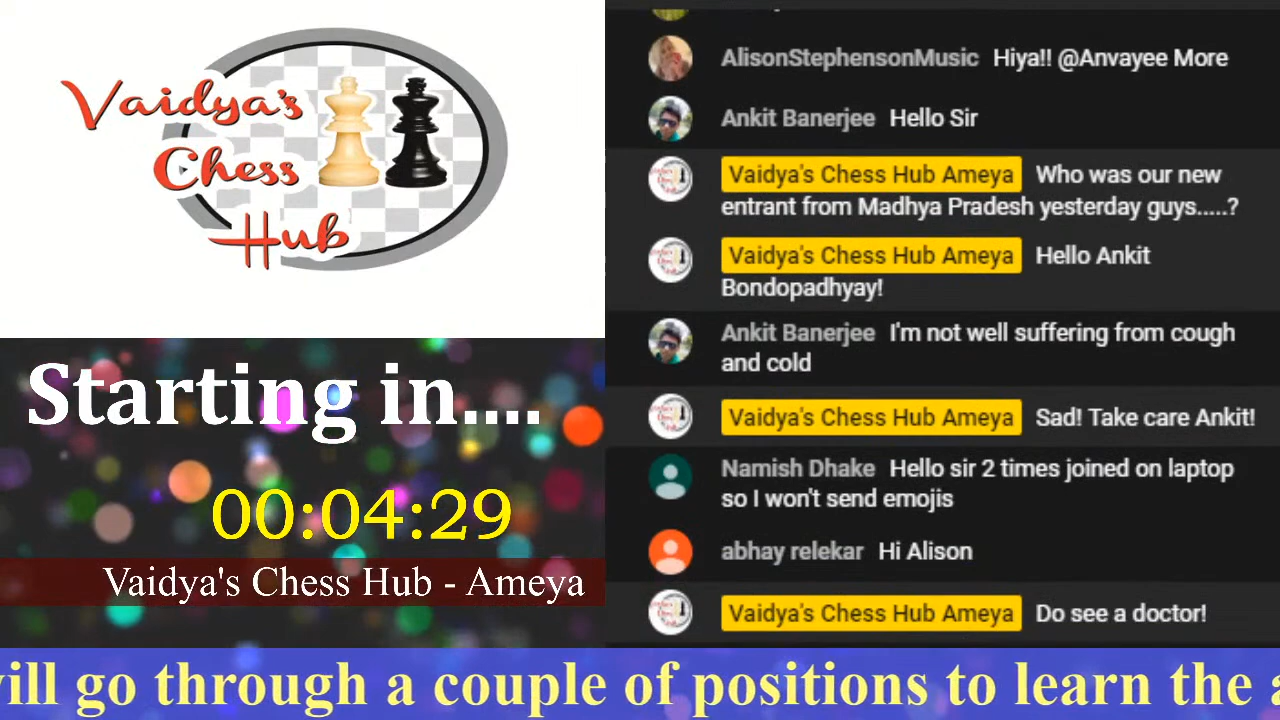 Vaidya's
Chess
Hub
Starting in....
00:04:29
Vaidya's Chess Hub - Ameya
AlisonStephensonMusic Hiya!! @Anvayee More
Ankit Banerjee Hello Sir
Vaidya's Chess Hub Ameya Who was our new
entrant from Madhya Pradesh yesterday guys.....?
Vaidya's Chess Hub Ameya Hello Ankit
Bondopadhyay!
Ankit Banerjee I'm not well suffering from cough
and cold
Vaidya's Chess Hub Ameya Sad! Take care Ankit!
Namish Dhake Hello sir 2 times joined on laptop
so I won't send emojis
abhay relekar Hi Alison
Vaidya's Chess Hub Ameya Do see a doctor!
will go through a couple of positions to learn the a